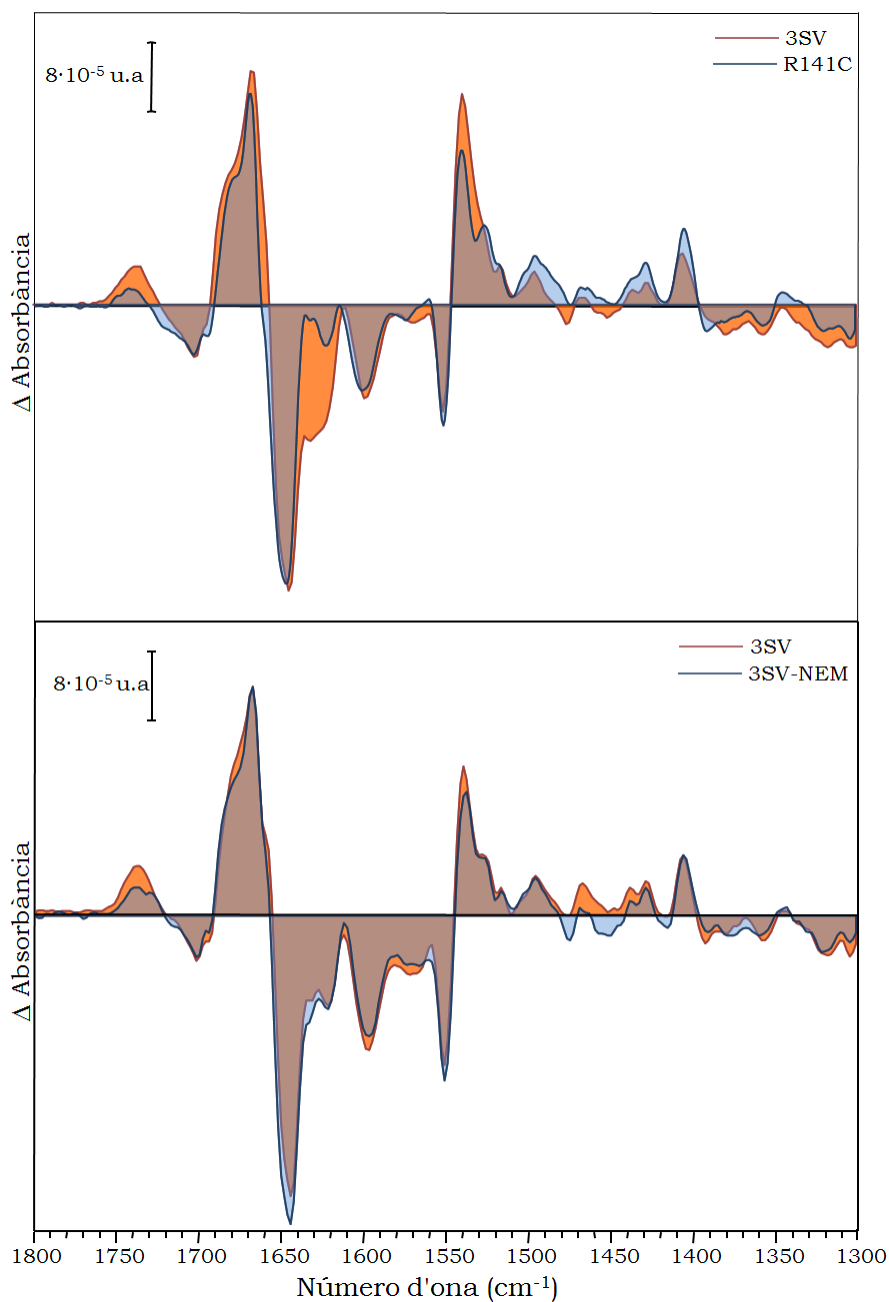 3SV
R141C
8·10-5 u.a
Δ Absorbància
3SV
3SV-NEM
8·10-5 u.a
Δ Absorbància
1800 1750 1700 1650 1600 1550 1500 1450 1400 1350 1300
Número d'ona (cm-1)